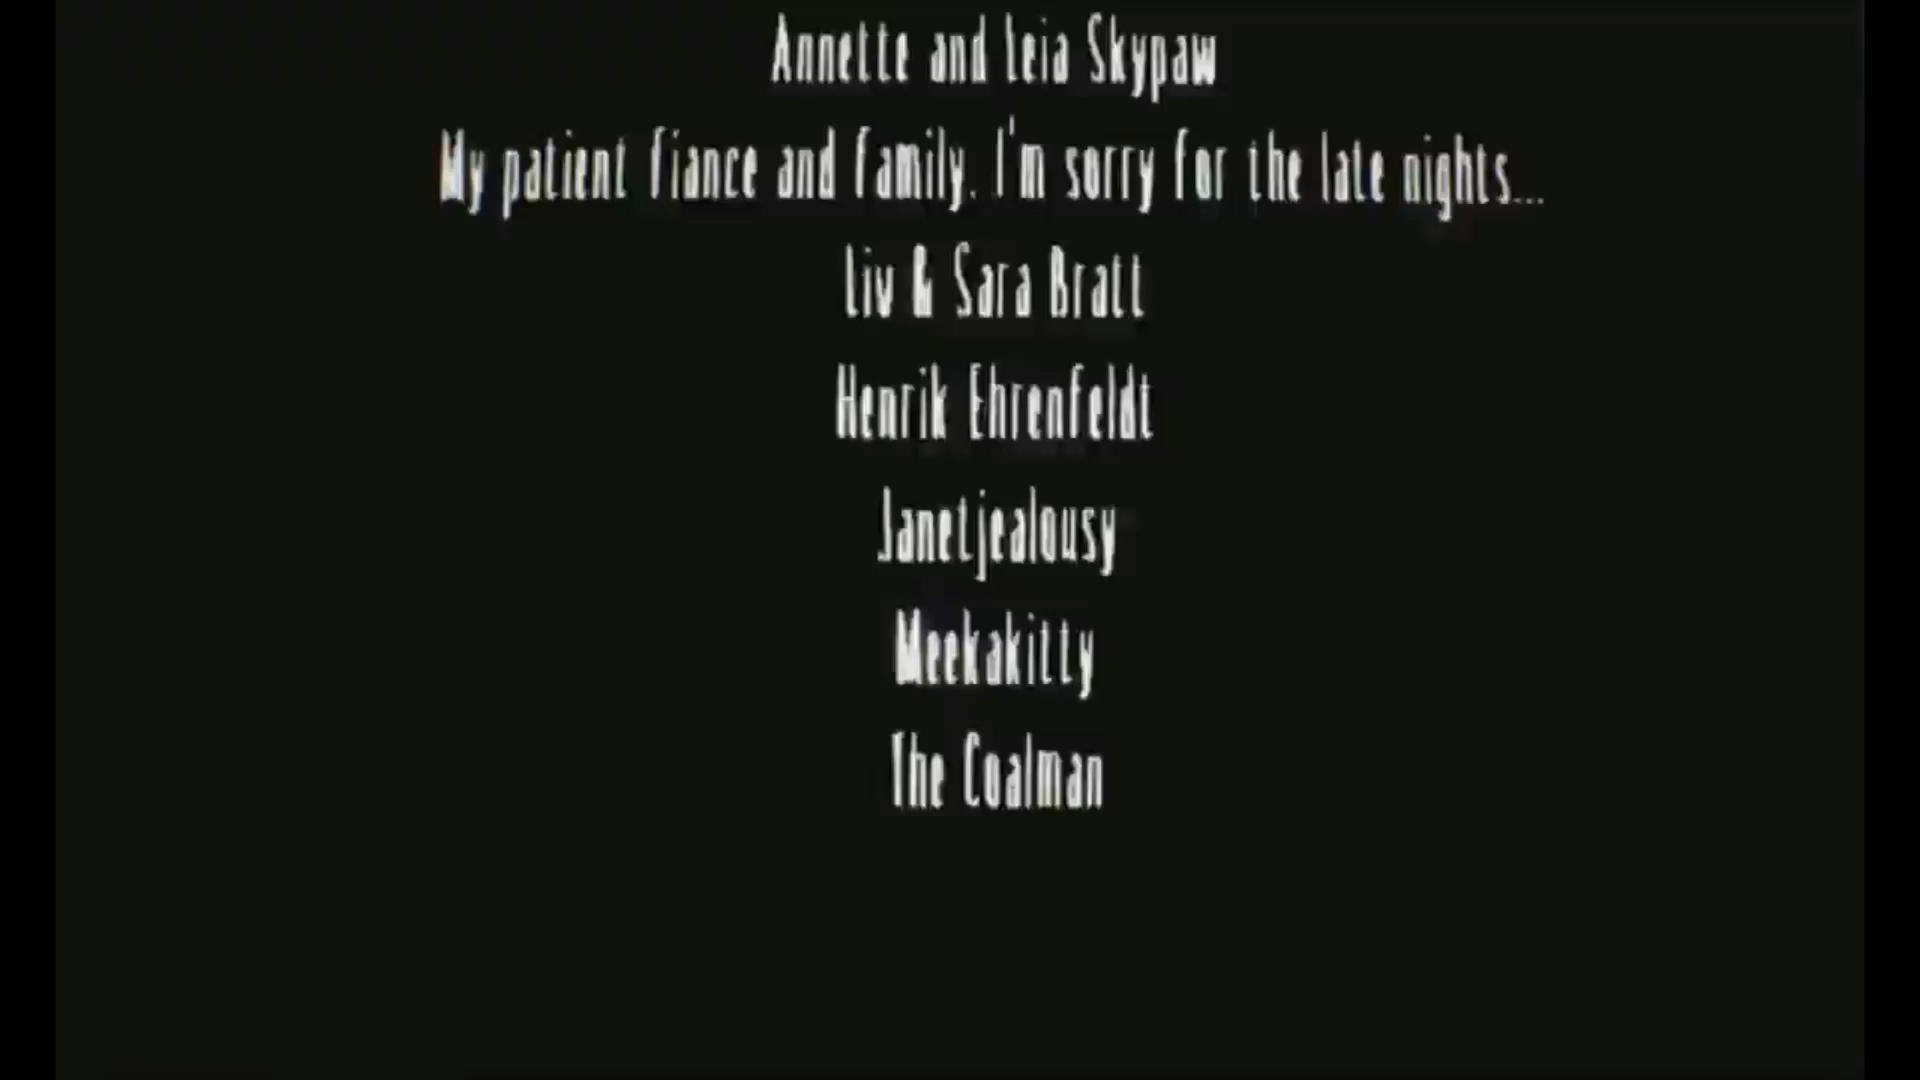 Annette and Leia Skypaw
My patient fiance and family. I'm sorry for the late nights...
Liv & Sara Bratt
Henrik Ehrenfeldt
Janetjealousy
Meekakitty
The Coalman